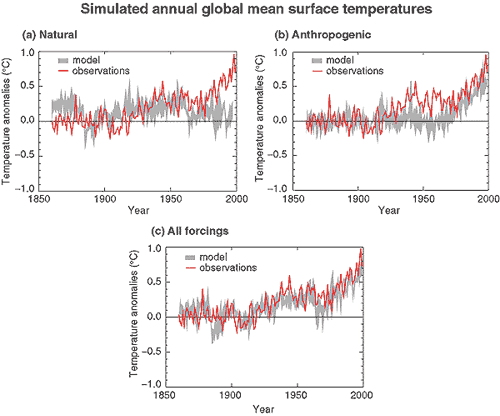 Simulated annual global mean surface temperatures
(a) Natural
1.0
0.5
0.0
0.5
−1.0
Temperature anomalies (°C)
model
observations
1850
1900
1950
2000
Year
(b) Anthropogenic
1.0
0.5
0.0
0.5
−1.0
Temperature anomalies (°C)
model
observations
1850
1900
1950
2000
Year
(c) All forcings
1.0
0.5
0.0
0.5
−1.0
Temperature anomalies (°C)
model
observations
1850
1900
1950
2000
Year